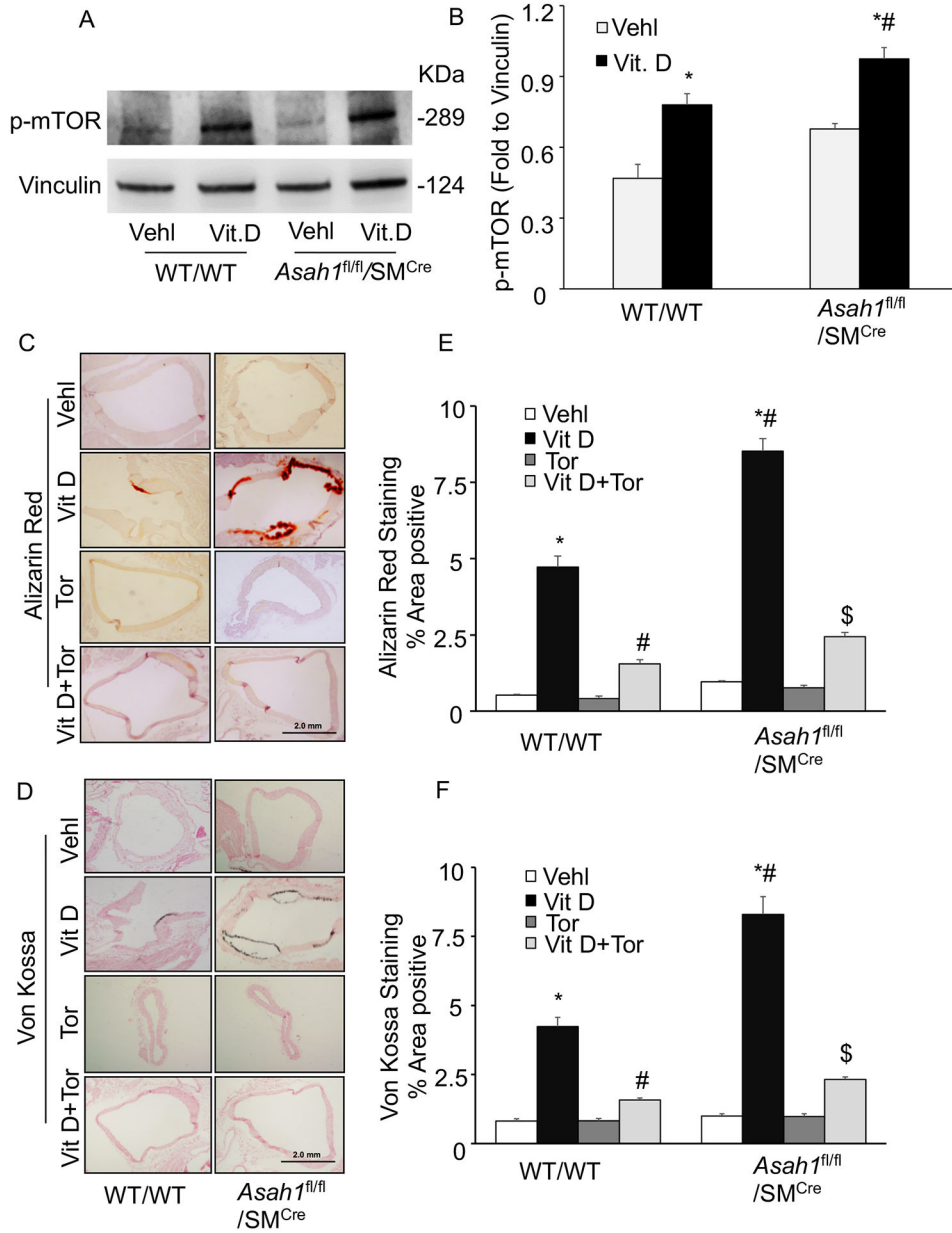 A
KDa
p-mTOR
-289
Vinculin
-124
Vehl Vit.D Vehl Vit.D
WT/WT Asah1fl/fl/SMCre
B
p-mTOR (Fold to Vinculin)
1.2
0.9
0.6
0.3
0
Vehl
Vit. D
*
*#
WT/WT
Asah1fl/fl
/SMCre
C
Alizarin Red
Vehl
Vit D
Tor
Vit D+Tor
2.0 mm
D
Von Kossa
Vehl
Vit D
Tor
Vit D+Tor
2.0 mm
WT/WT
Asah1fl/fl
/SMCre
E
Alizarin Red Staining
% Area positive
10
7.5
5
2.5
0
Vehl
Vit D
Tor
Vit D+Tor
*
#
*#
$
WT/WT
Asah1fl/fl
/SMCre
F
Von Kossa Staining
% Area positive
10
7.5
5
2.5
0
Vehl
Vit D
Tor
Vit D+Tor
*
#
*#
$
WT/WT
Asah1fl/fl
/SMCre